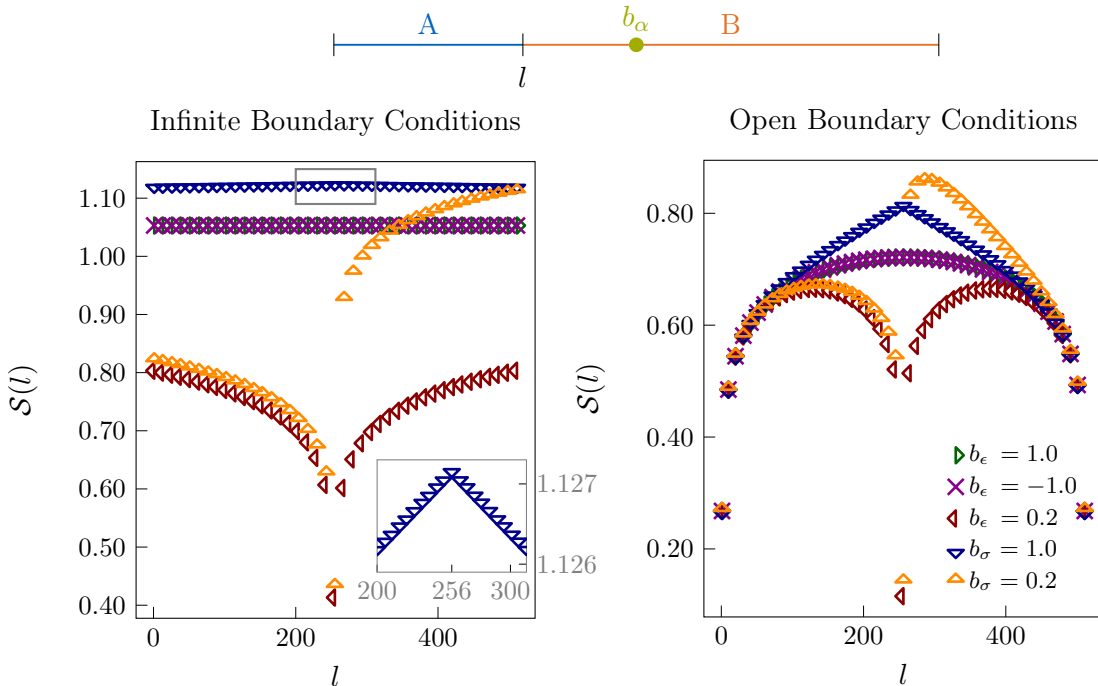 A
b_α
B
l
Infinite Boundary Conditions
Open Boundary Conditions
S(l)
1.10
1.00
0.90
0.80
0.70
0.60
0.50
0.40
0
200
400
l
1.127
1.126
200
256
300
S(l)
0.80
0.60
0.40
0.20
0
200
400
l
b_ϵ = 1.0
b_ϵ = −1.0
b_ϵ = 0.2
b_σ = 1.0
b_σ = 0.2